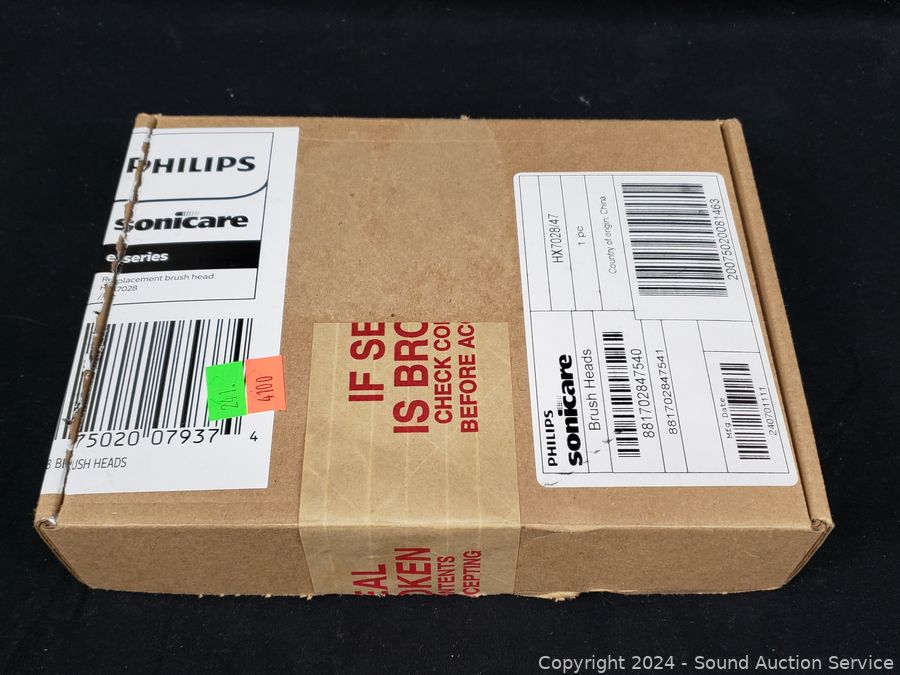 PHILIPS
sonicare
e series
Replacement brush head
HX7028
75020 07937 4
BRUSH HEADS
241.
4100
IF SE
IS BRO
CHECK CO
BEFORE AC
EAL
OKEN
NTENTS
CEPTING
HX7028/47
1 pc
Country of origin: China
20075020081463
PHILIPS
sonicare
Brush Heads
881702847540
881702847541
Mfg. Date
240701111
Copyright 2024 - Sound Auction Service